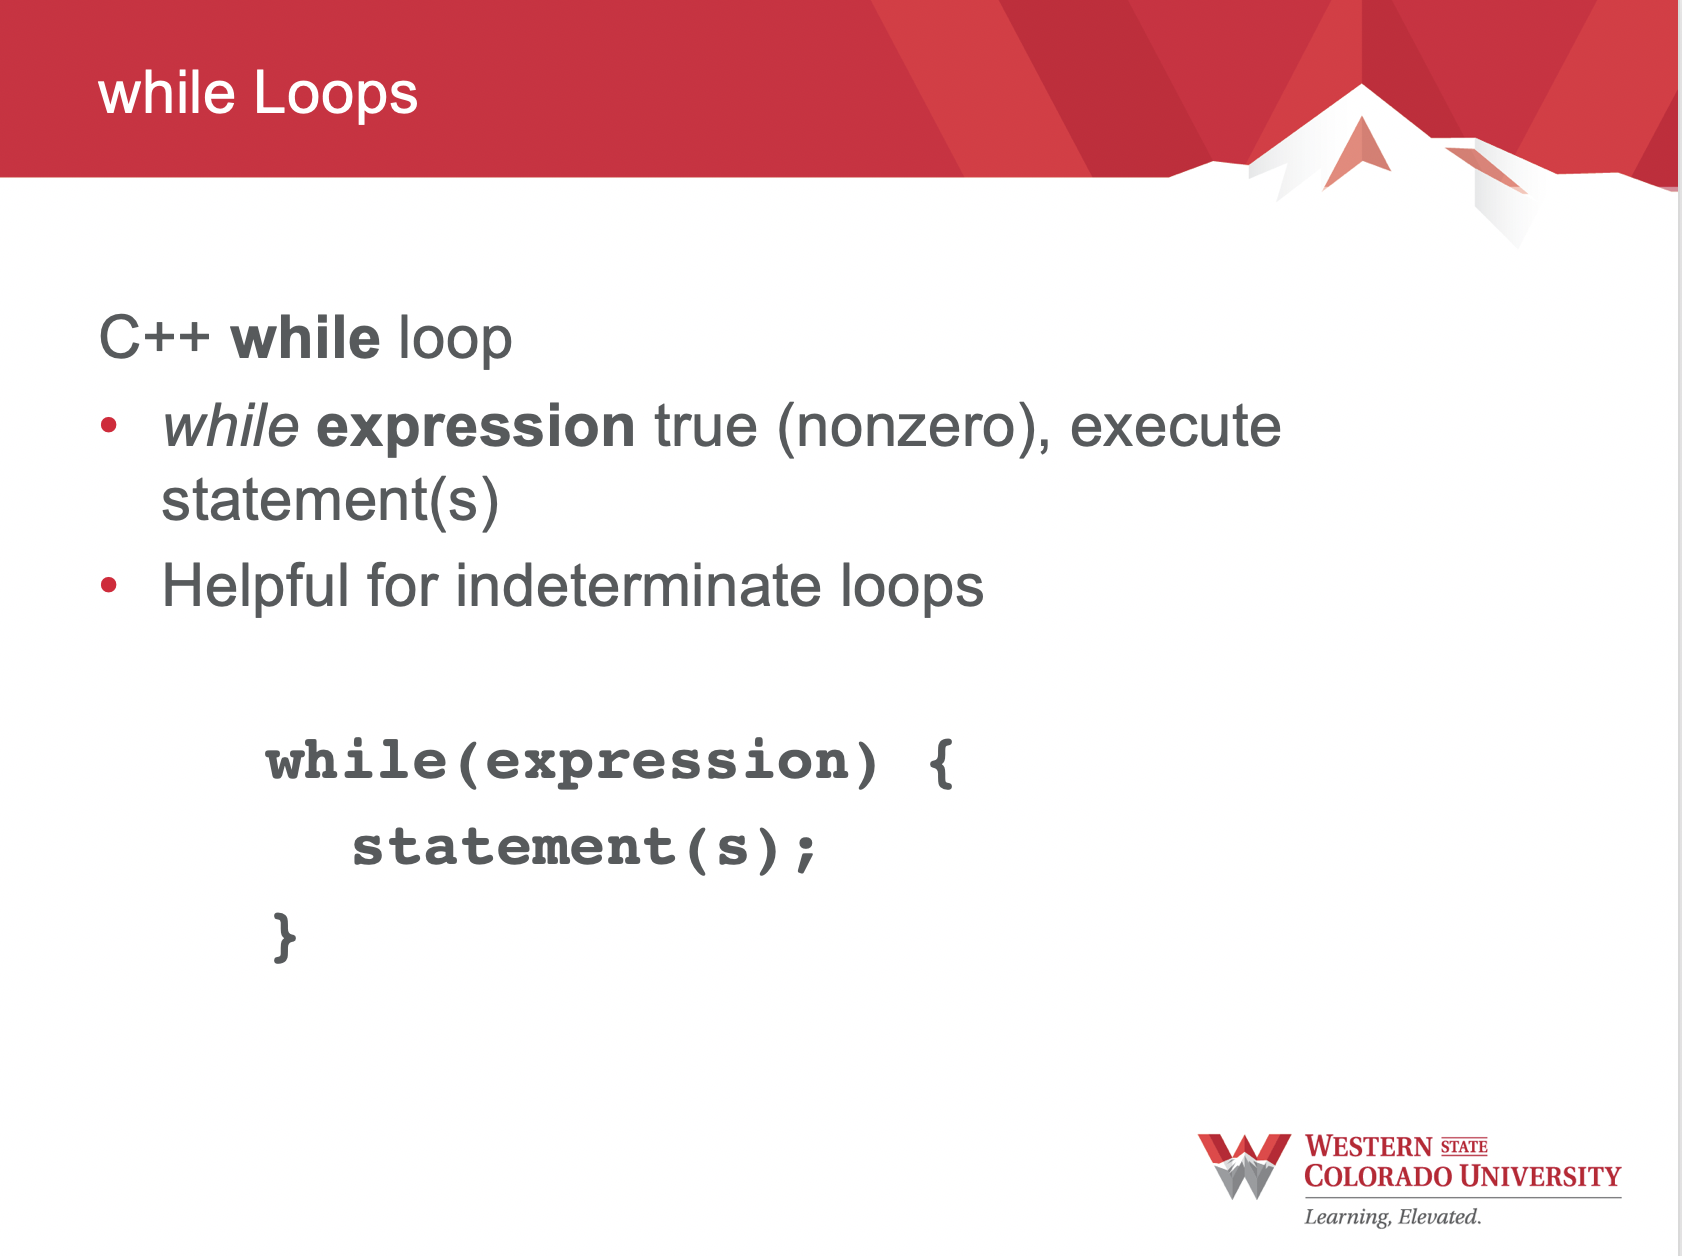 while Loops
C++ while loop
• while expression true (nonzero), execute
statement(s)
• Helpful for indeterminate loops
while(expression) {
statement(s);
}
WESTERN STATE
COLORADO UNIVERSITY
Learning, Elevated.